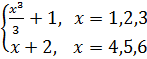 x³/3 + 1, x = 1,2,3
x + 2, x = 4,5,6